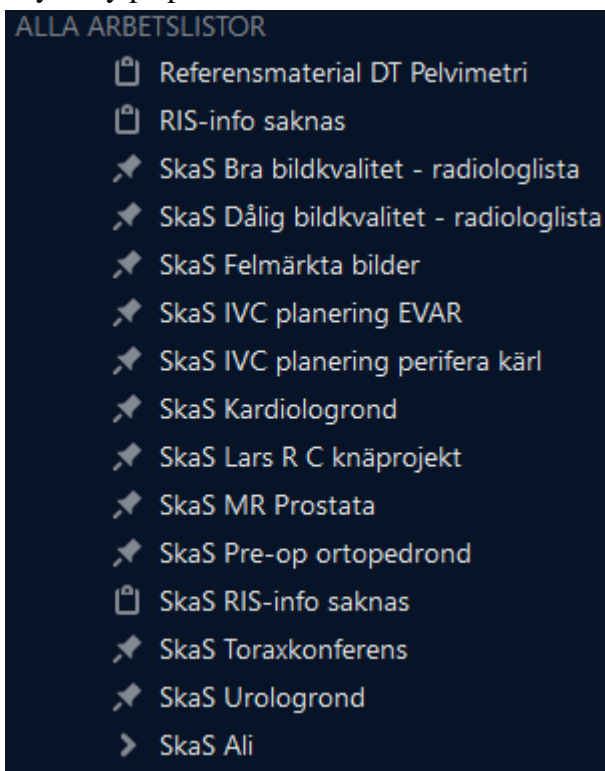 ALLA ARBETSLISTOR
Referensmaterial DT Pelvimetri
RIS-info saknas
SkaS Bra bildkvalitet - radiologlista
SkaS Dålig bildkvalitet - radiologlista
SkaS Felmärkta bilder
SkaS IVC planering EVAR
SkaS IVC planering perifera kärl
SkaS Kardiologrond
SkaS Lars R C knäprojekt
SkaS MR Prostata
SkaS Pre-op ortopedrond
SkaS RIS-info saknas
SkaS Toraxkonferens
SkaS Urologrond
SkaS Ali